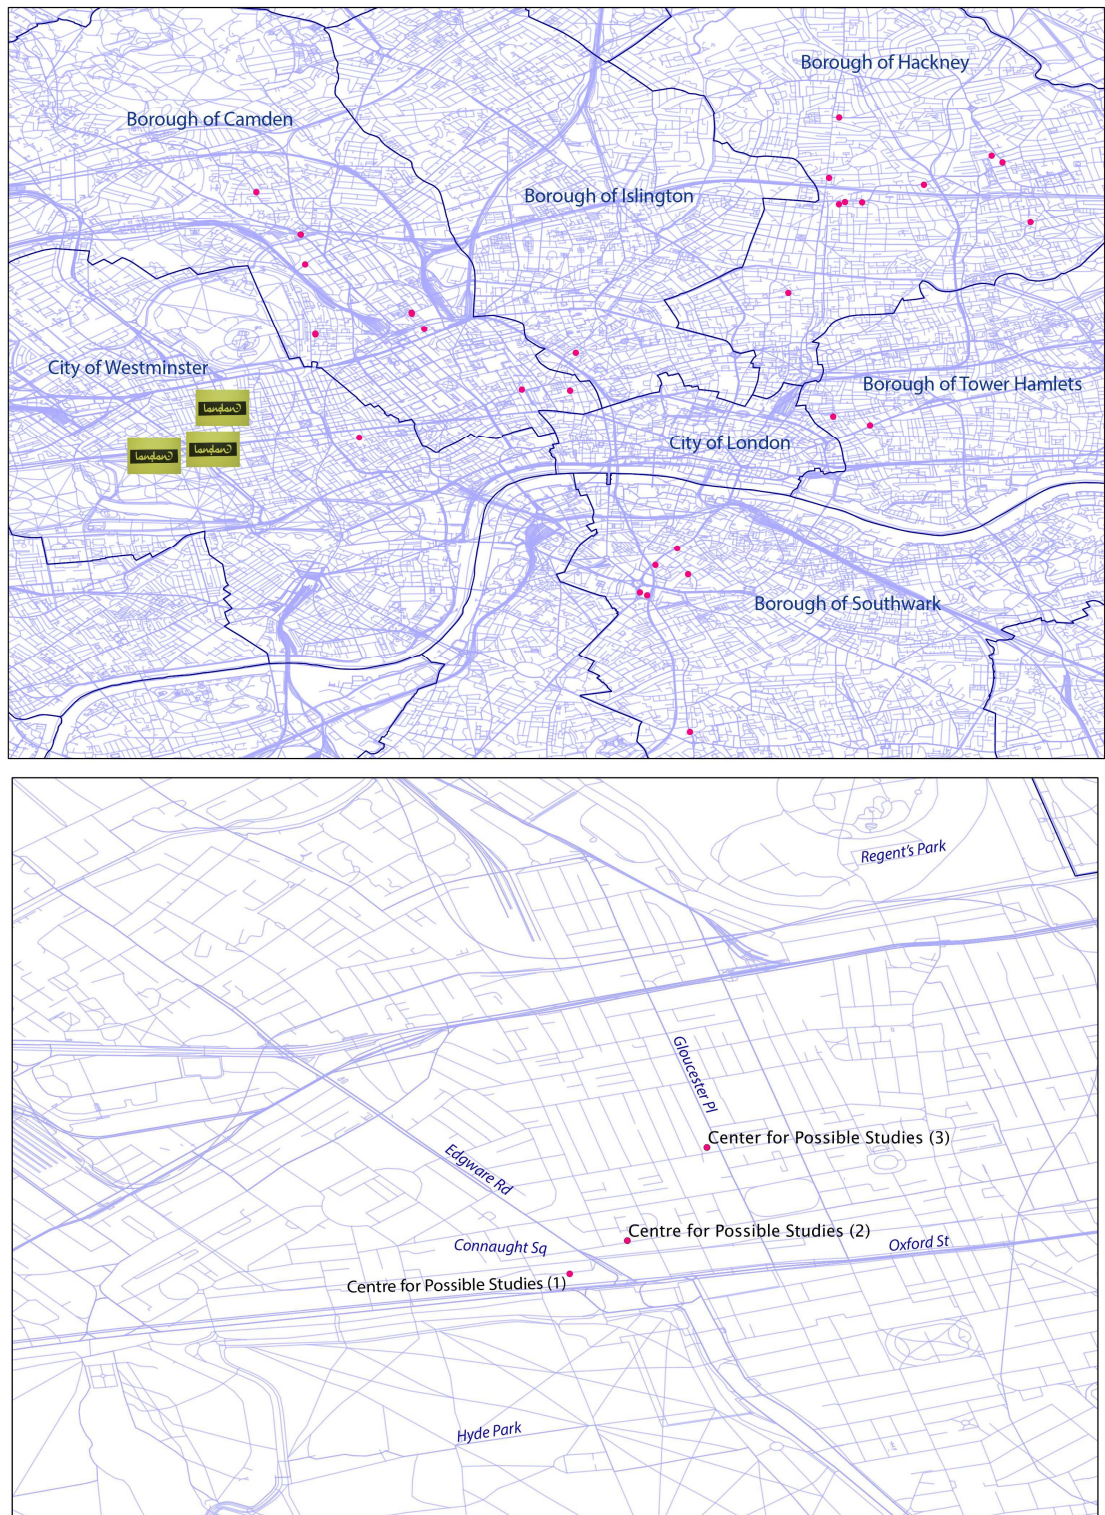 Borough of Hackney
Borough of Camden
Borough of Islington
City of Westminster
Borough of Tower Hamlets
City of London
Borough of Southwark
Regent's Park
Gloucester Pl
Center for Possible Studies (3)
Edgware Rd
Centre for Possible Studies (2)
Connaught Sq
Oxford St
Centre for Possible Studies (1)
Hyde Park